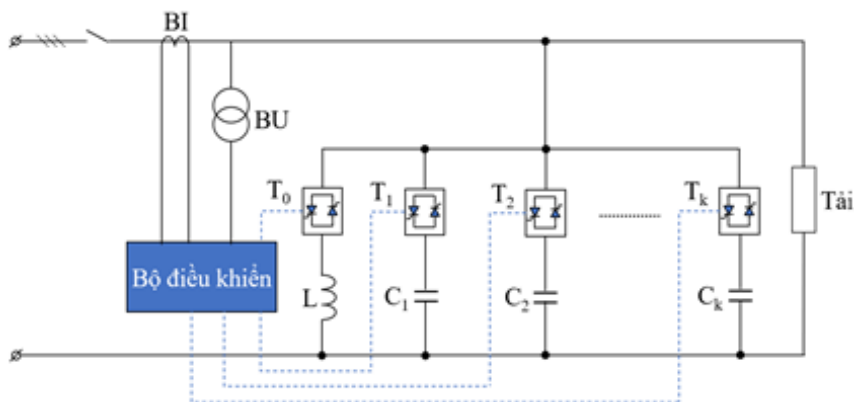 BI
BU
T₀
T₁
T₂
..............
Tₖ
Tải
Bộ điều khiển
L
C₁
C₂
Cₖ